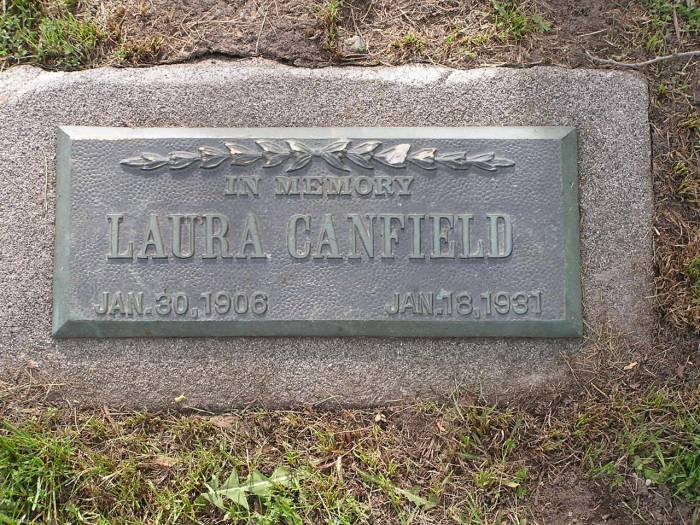 IN MEMORY
LAURA CANFIELD
JAN. 30, 1906 JAN. 18, 1931